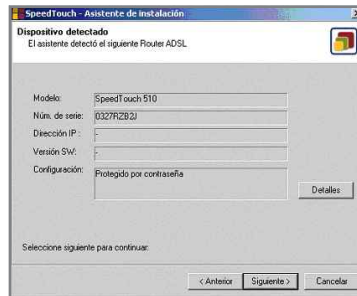 SpeedTouch - Asistente de instalación
Dispositivo detectado
El asistente detectó el siguiente Router ADSL
Modelo: SpeedTouch 510
Núm. de serie: 0327RZB2J
Dirección IP : -
Versión SW: -
Configuración: Protegido por contraseña
Detalles
Seleccione siguiente para continuar.
< Anterior Siguiente > Cancelar